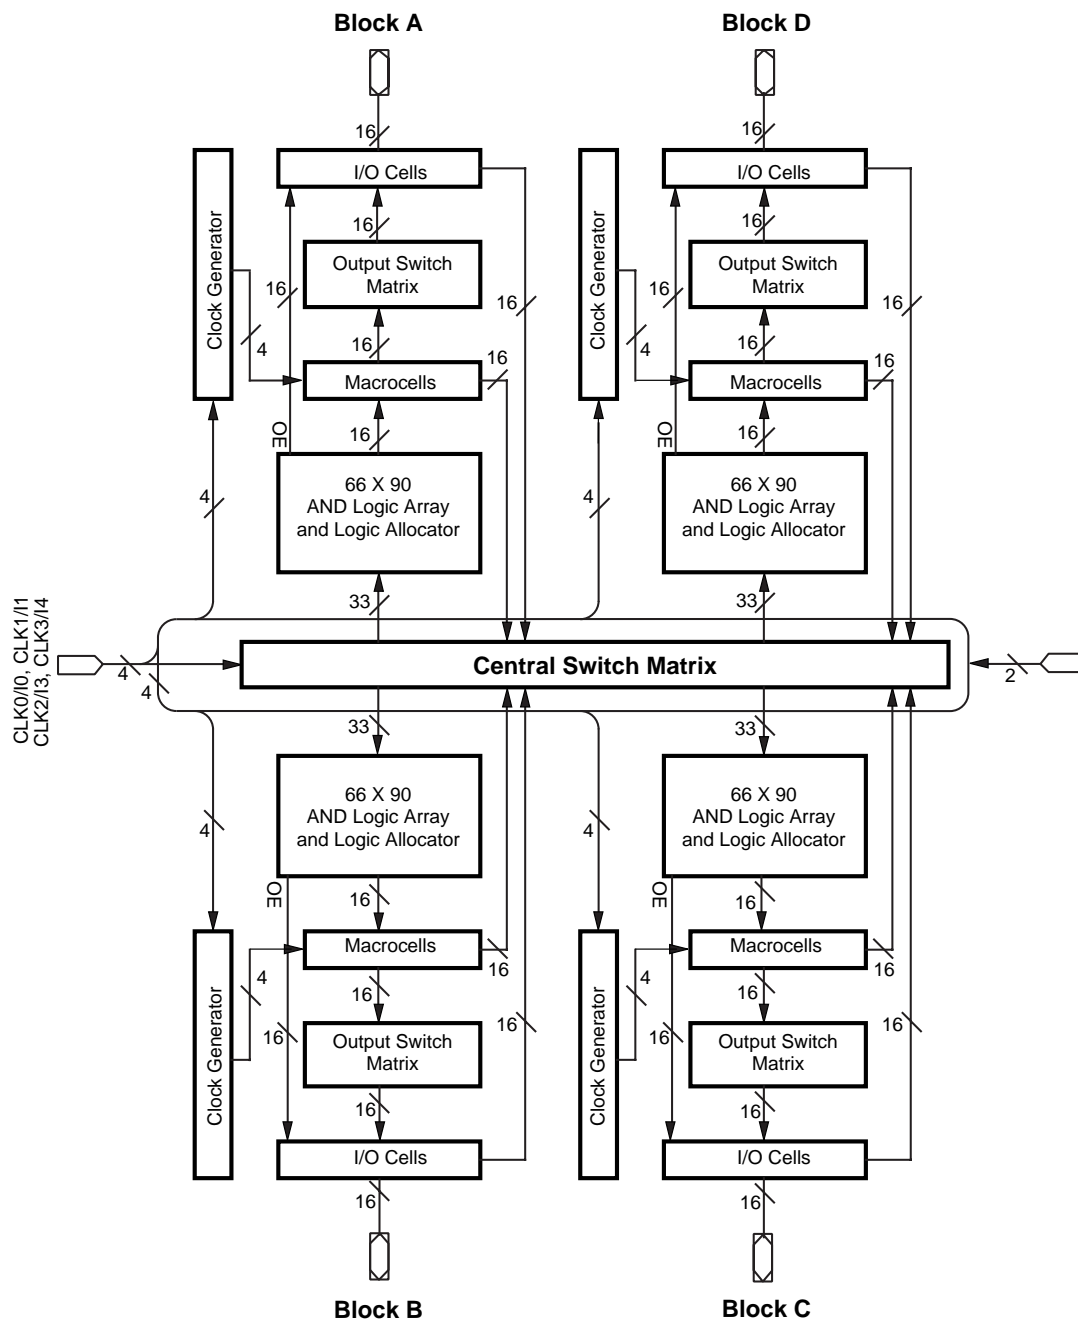 Block A
Block D
16
16
I/O Cells
I/O Cells
16
16
Clock Generator
Output Switch
Matrix
16
16
Clock Generator
Output Switch
Matrix
16
16
4
16
16
4
16
16
Macrocells
Macrocells
OE
16
OE
16
4
66 X 90
AND Logic Array
and Logic Allocator
4
66 X 90
AND Logic Array
and Logic Allocator
33
33
CLK0/I0, CLK1/I1
CLK2/I3, CLK3/I4
4
4
Central Switch Matrix
2
33
33
4
66 X 90
AND Logic Array
and Logic Allocator
4
66 X 90
AND Logic Array
and Logic Allocator
OE
16
OE
16
Macrocells
Macrocells
16
16
4
16
4
16
Clock Generator
16
Output Switch
Matrix
16
Clock Generator
16
Output Switch
Matrix
16
16
16
I/O Cells
I/O Cells
16
16
Block B
Block C